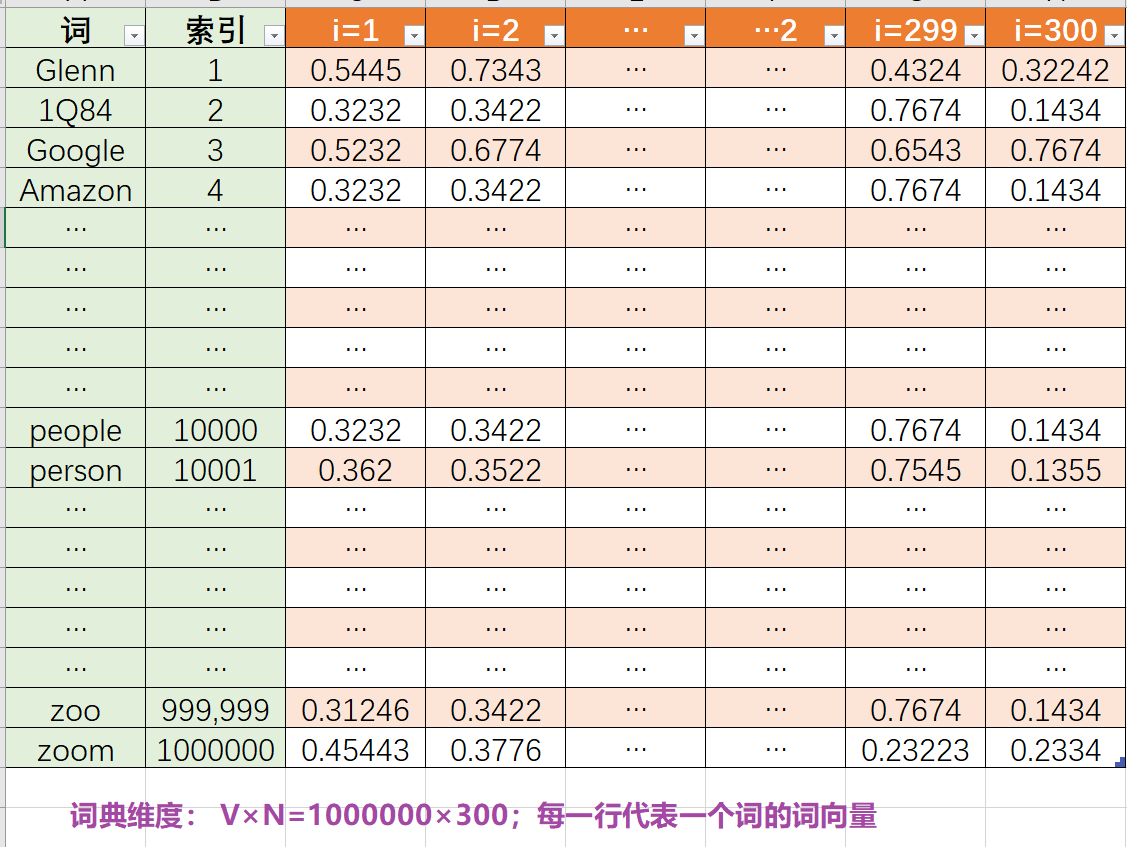 词 索引 i=1 i=2 … …2 i=299 i=300
Glenn 1 0.5445 0.7343 … … 0.4324 0.32242
1Q84 2 0.3232 0.3422 … … 0.7674 0.1434
Google 3 0.5232 0.6774 … … 0.6543 0.7674
Amazon 4 0.3232 0.3422 … … 0.7674 0.1434
… … … … … … … …
… … … … … … … …
… … … … … … … …
… … … … … … … …
… … … … … … … …
people 10000 0.3232 0.3422 … … 0.7674 0.1434
person 10001 0.362 0.3522 … … 0.7545 0.1355
… … … … … … … …
… … … … … … … …
… … … … … … … …
… … … … … … … …
… … … … … … … …
zoo 999,999 0.31246 0.3422 … … 0.7674 0.1434
zoom 1000000 0.45443 0.3776 … … 0.23223 0.2334
词典维度： V×N=1000000×300；每一行代表一个词的词向量